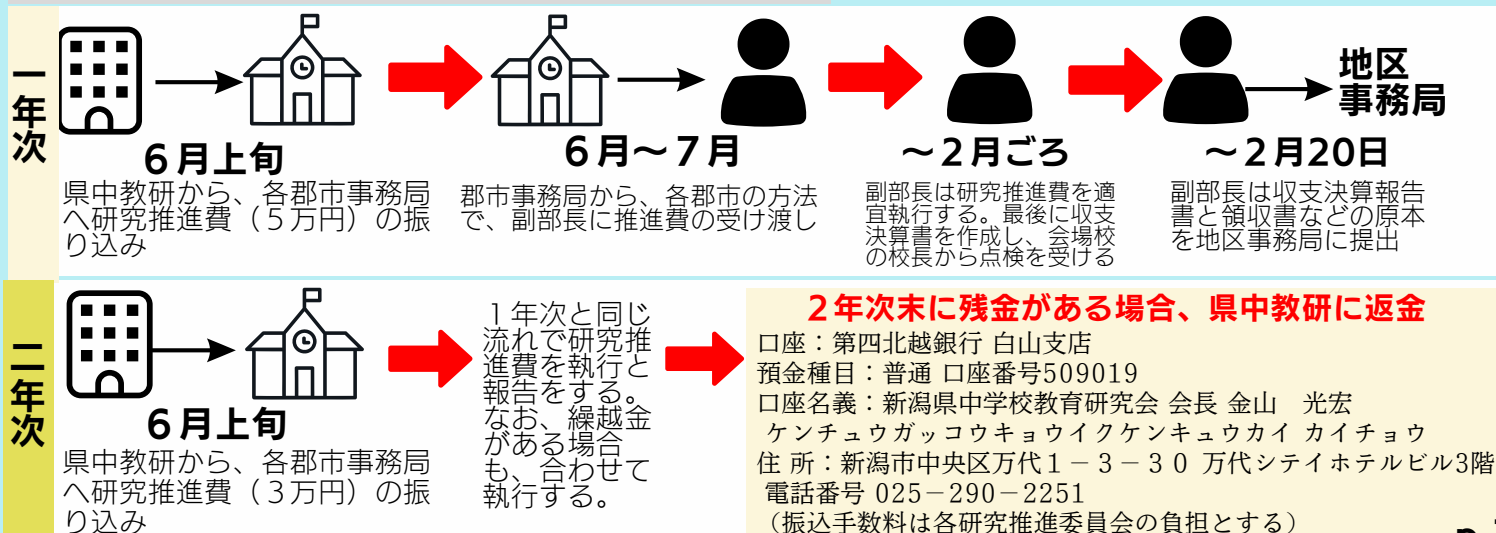 一年次
6月上旬
県中教研から、各郡市事務局
へ研究推進費（５万円）の振
り込み
6月～7月
郡市事務局から、各郡市の方法
で、副部長に推進費の受け渡し
～2月ごろ
副部長は研究推進費を適
宜執行する。最後に収支
決算書を作成し、会場校
の校長から点検を受ける
地区
事務局
～2月20日
副部長は収支決算報告
書と領収書などの原本
を地区事務局に提出
二年次
6月上旬
県中教研から、各郡市事務局
へ研究推進費（３万円）の振
り込み
１年次と同じ
流れで研究推
進費を執行と
報告をする。
なお、繰越金
がある場合
も、合わせて
執行する。
２年次末に残金がある場合、県中教研に返金
口座：第四北越銀行 白山支店
預金種目：普通 口座番号509019
口座名義：新潟県中学校教育研究会 会長 金山　光宏
ケンチュウガッコウキョウイクケンキュウカイ カイチョウ
住 所：新潟市中央区万代１－３－３０ 万代シテイホテルビル3階
電話番号 025－290－2251
（振込手数料は各研究推進委員会の負担とする）